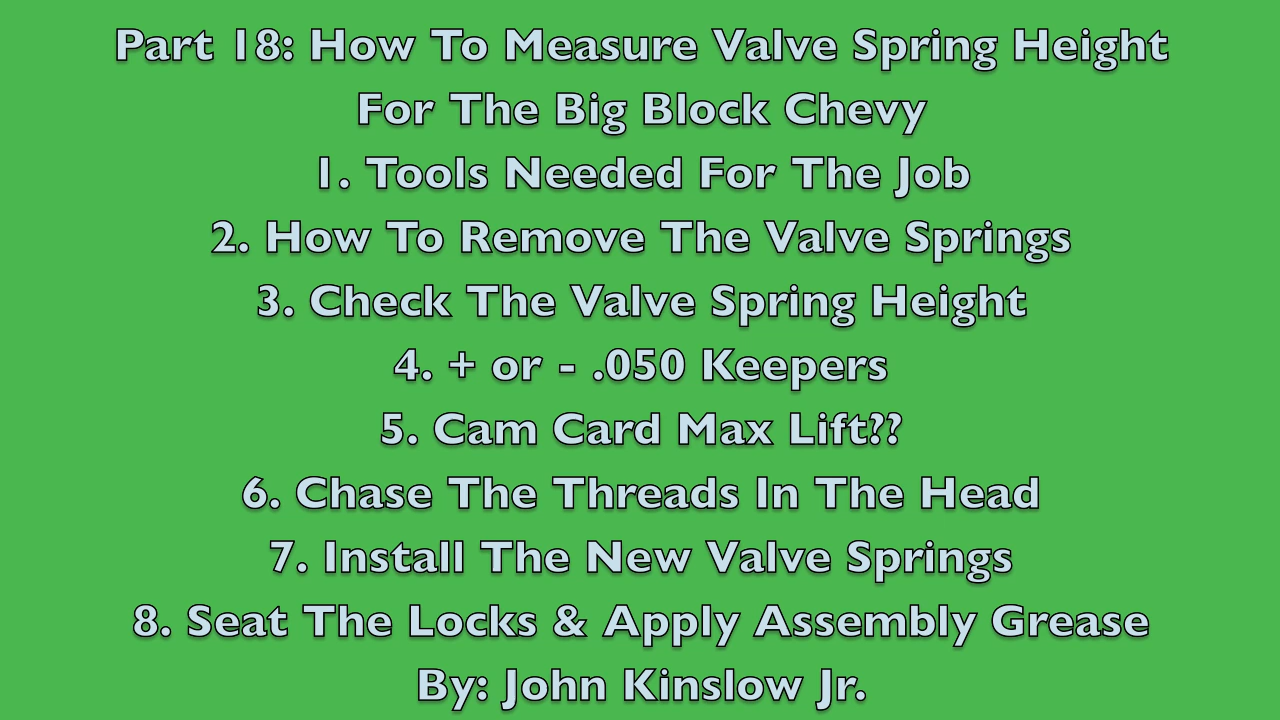 Part 18: How To Measure Valve Spring Height
For The Big Block Chevy
1. Tools Needed For The Job
2. How To Remove The Valve Springs
3. Check The Valve Spring Height
4. + or - .050 Keepers
5. Cam Card Max Lift??
6. Chase The Threads In The Head
7. Install The New Valve Springs
8. Seat The Locks & Apply Assembly Grease
By: John Kinslow Jr.